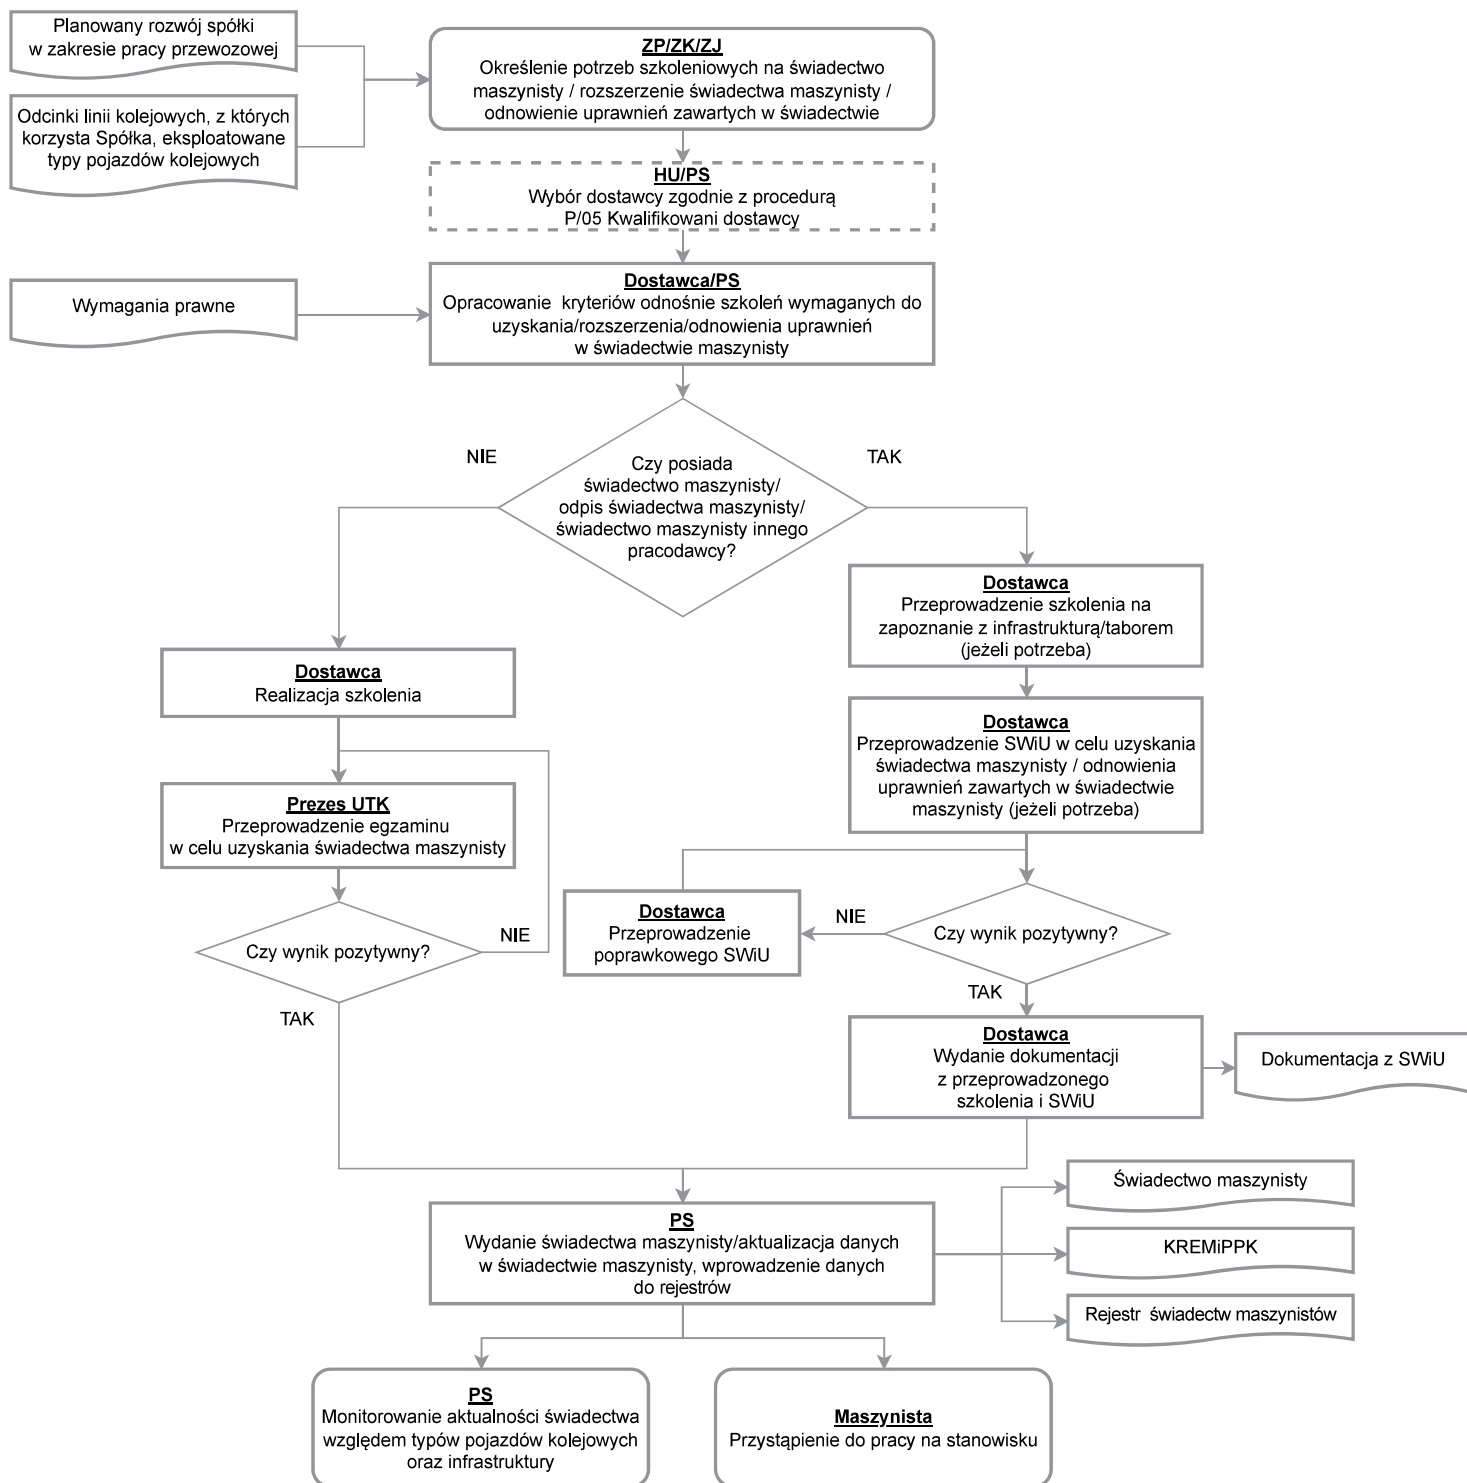 Planowany rozwój spółki
w zakresie pracy przewozowej
ZP/ZK/ZJ
Określenie potrzeb szkoleniowych na świadectwo
maszynisty / rozszerzenie świadectwa maszynisty /
odnowienie uprawnień zawartych w świadectwie
Odcinki linii kolejowych, z których
korzysta Spółka, eksploatowane
typy pojazdów kolejowych
HU/PS
Wybór dostawcy zgodnie z procedurą
P/05 Kwalifikowani dostawcy
Wymagania prawne
Dostawca/PS
Opracowanie kryteriów odnośnie szkoleń wymaganych do
uzyskania/rozszerzenia/odnowienia uprawnień
w świadectwie maszynisty
NIE
TAK
Czy posiada
świadectwo maszynisty/
odpis świadectwa maszynisty/
świadectwo maszynisty innego
pracodawcy?
Dostawca
Przeprowadzenie szkolenia na
zapoznanie z infrastrukturą/taborem
(jeżeli potrzeba)
Dostawca
Realizacja szkolenia
Dostawca
Przeprowadzenie SWiU w celu uzyskania
świadectwa maszynisty / odnowienia
uprawnień zawartych w świadectwie
maszynisty (jeżeli potrzeba)
Prezes UTK
Przeprowadzenie egzaminu
w celu uzyskania świadectwa maszynisty
Czy wynik pozytywny?
NIE
TAK
Dostawca
Przeprowadzenie
poprawkowego SWiU
NIE
Czy wynik pozytywny?
TAK
Dostawca
Wydanie dokumentacji
z przeprowadzonego
szkolenia i SWiU
Dokumentacja z SWiU
PS
Wydanie świadectwa maszynisty/aktualizacja danych
w świadectwie maszynisty, wprowadzenie danych
do rejestrów
Świadectwo maszynisty
KREMiPPK
Rejestr świadectw maszynistów
PS
Monitorowanie aktualności świadectwa
względem typów pojazdów kolejowych
oraz infrastruktury
Maszynista
Przystąpienie do pracy na stanowisku